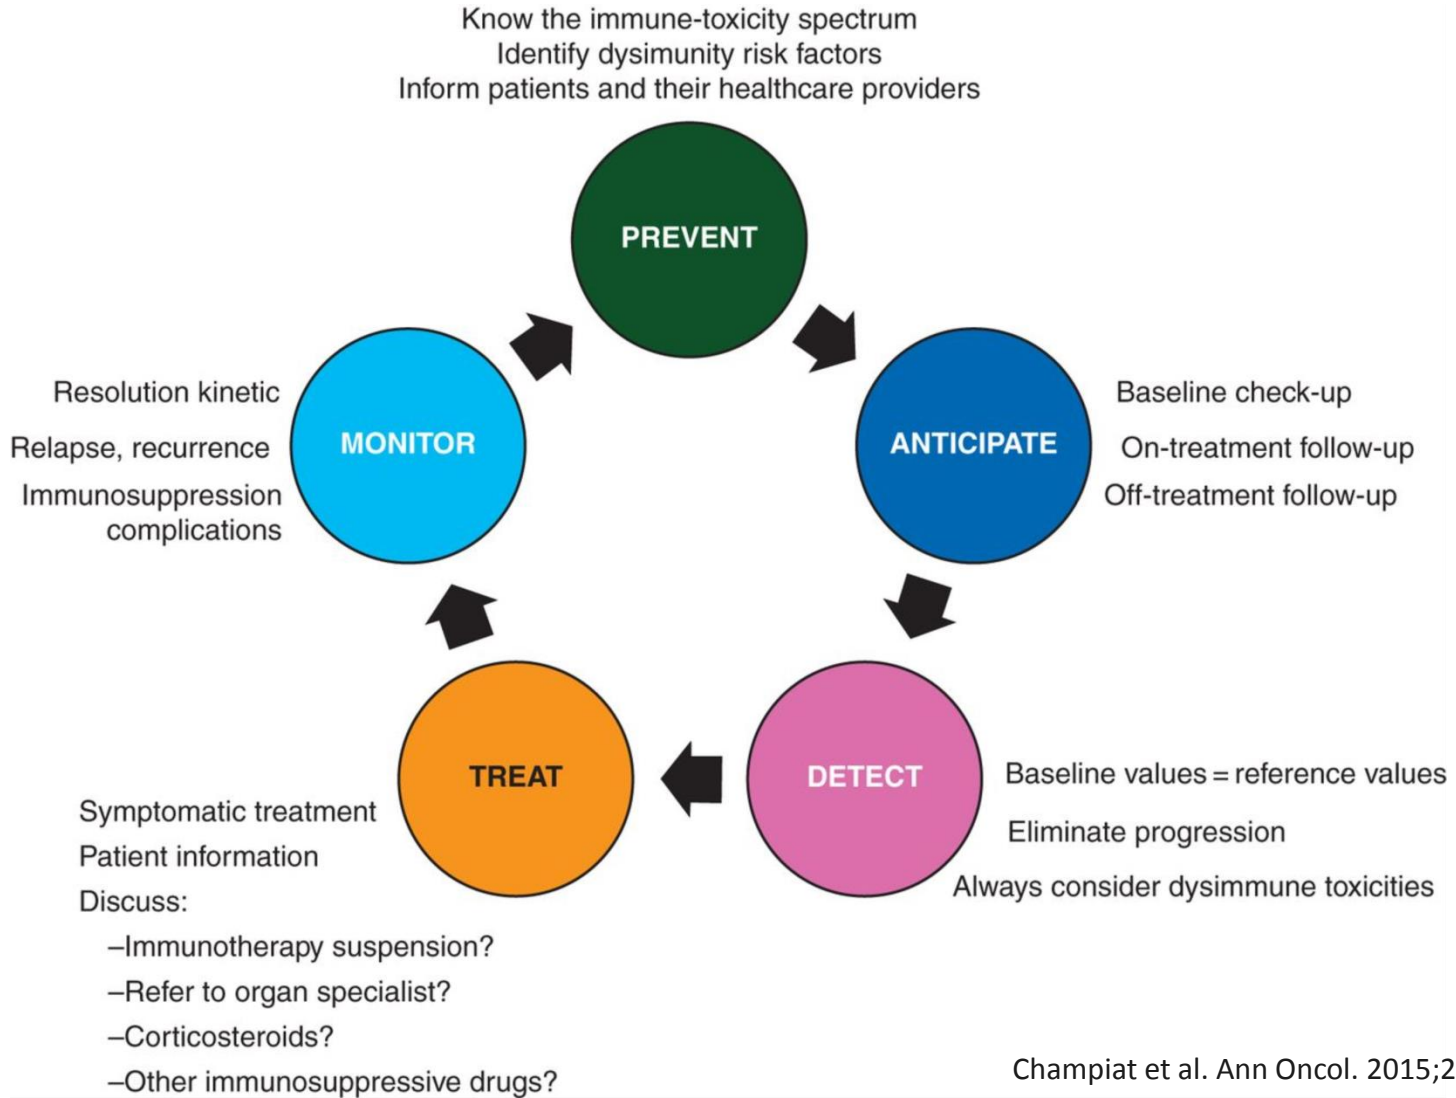 Know the immune-toxicity spectrum
Identify dysimunity risk factors
Inform patients and their healthcare providers
PREVENT
ANTICIPATE
Baseline check-up
On-treatment follow-up
Off-treatment follow-up
DETECT
Baseline values = reference values
Eliminate progression
Always consider dysimmune toxicities
TREAT
Symptomatic treatment
Patient information
Discuss:
–Immunotherapy suspension?
–Refer to organ specialist?
–Corticosteroids?
–Other immunosuppressive drugs?
MONITOR
Resolution kinetic
Relapse, recurrence
Immunosuppression
complications
Champiat et al. Ann Oncol. 2015;2